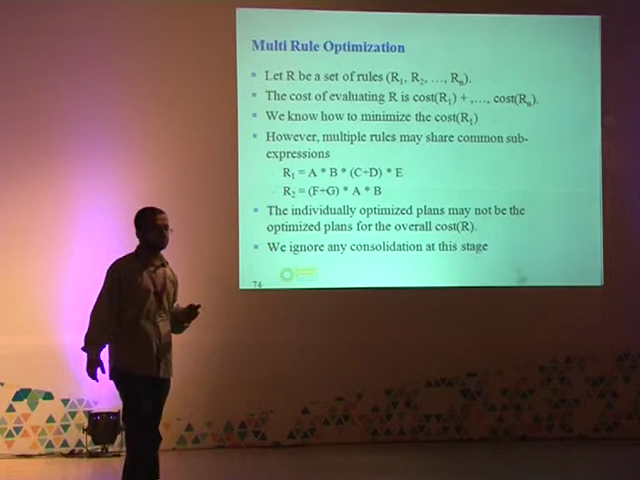 Multi Rule Optimization
Let R be a set of rules (R1, R2, …, Rn).
The cost of evaluating R is cost(R1) + ,…, cost(Rn).
We know how to minimize the cost(R1)
However, multiple rules may share common sub-
expressions
R1 = A * B * (C+D) * E
R2 = (F+G) * A * B
The individually optimized plans may not be the
optimized plans for the overall cost(R).
We ignore any consolidation at this stage
74